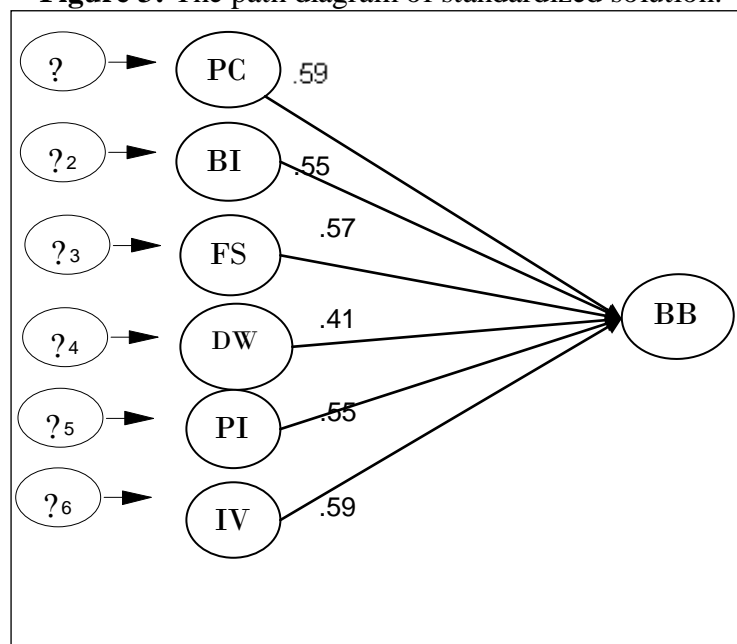 Figure 3: The path diagram of standardized solution.
? PC .59
?2 BI .55
?3 FS .57
?4 DW .41
BB
?5 PI .55
?6 IV .59